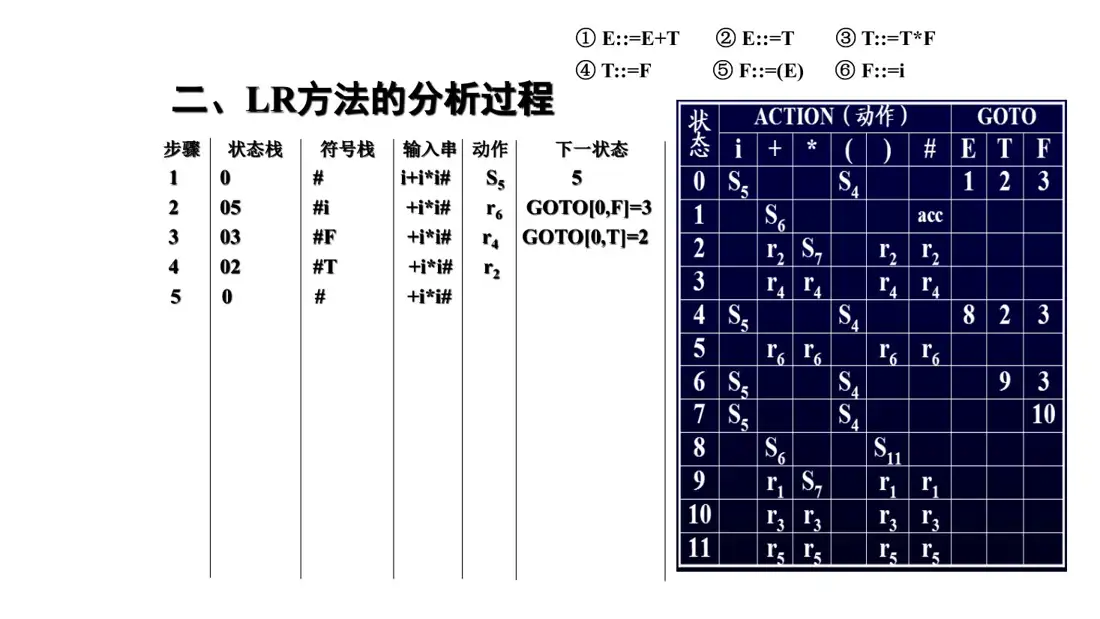 ① E::=E+T ② E::=T ③ T::=T*F
④ T::=F ⑤ F::=(E) ⑥ F::=i
二、LR方法的分析过程
步骤 状态栈 符号栈 输入串 动作 下一状态
1 0 # i+i*i# S5 5
2 05 #i +i*i# r6 GOTO[0,F]=3
3 03 #F +i*i# r4 GOTO[0,T]=2
4 02 #T +i*i# r2
5 0 # +i*i#
状态 ACTION(动作) GOTO
i + * ( ) # E T F
0 S5 S4 1 2 3
1 S6 acc
2 r2 S7 r2 r2
3 r4 r4 r4 r4
4 S5 S4 8 2 3
5 r6 r6 r6 r6
6 S5 S4 9 3
7 S5 S4 10
8 S6 S11
9 r1 S7 r1 r1
10 r3 r3 r3 r3
11 r5 r5 r5 r5